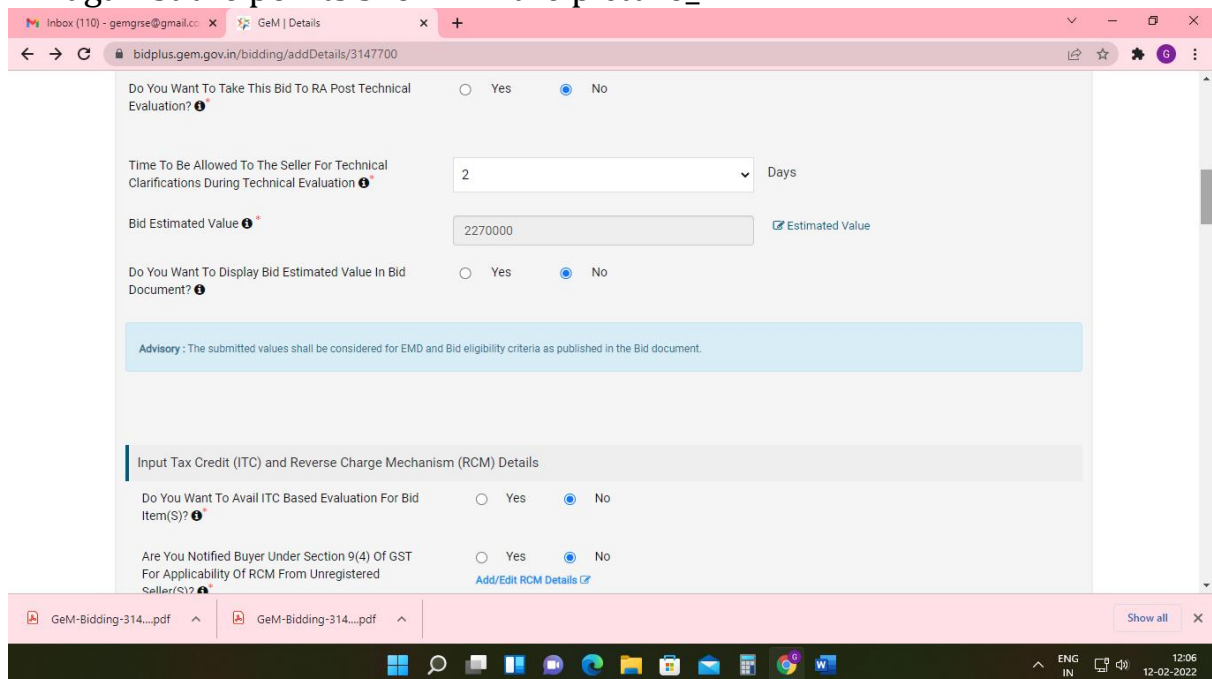 Inbox (110) - gemgrse@gmail.co
GeM | Details
bidplus.gem.gov.in/bidding/addDetails/3147700
G
Do You Want To Take This Bid To RA Post Technical
Evaluation? *
Yes No
Time To Be Allowed To The Seller For Technical
Clarifications During Technical Evaluation *
2 Days
Bid Estimated Value *
2270000 Estimated Value
Do You Want To Display Bid Estimated Value In Bid
Document?
Yes No
Advisory : The submitted values shall be considered for EMD and Bid eligibility criteria as published in the Bid document.
Input Tax Credit (ITC) and Reverse Charge Mechanism (RCM) Details
Do You Want To Avail ITC Based Evaluation For Bid
Item(S)? *
Yes No
Are You Notified Buyer Under Section 9(4) Of GST
For Applicability Of RCM From Unregistered
Seller(S)? *
Yes No
Add/Edit RCM Details
GeM-Bidding-314....pdf
GeM-Bidding-314....pdf
Show all
ENG
IN
12:06
12-02-2022